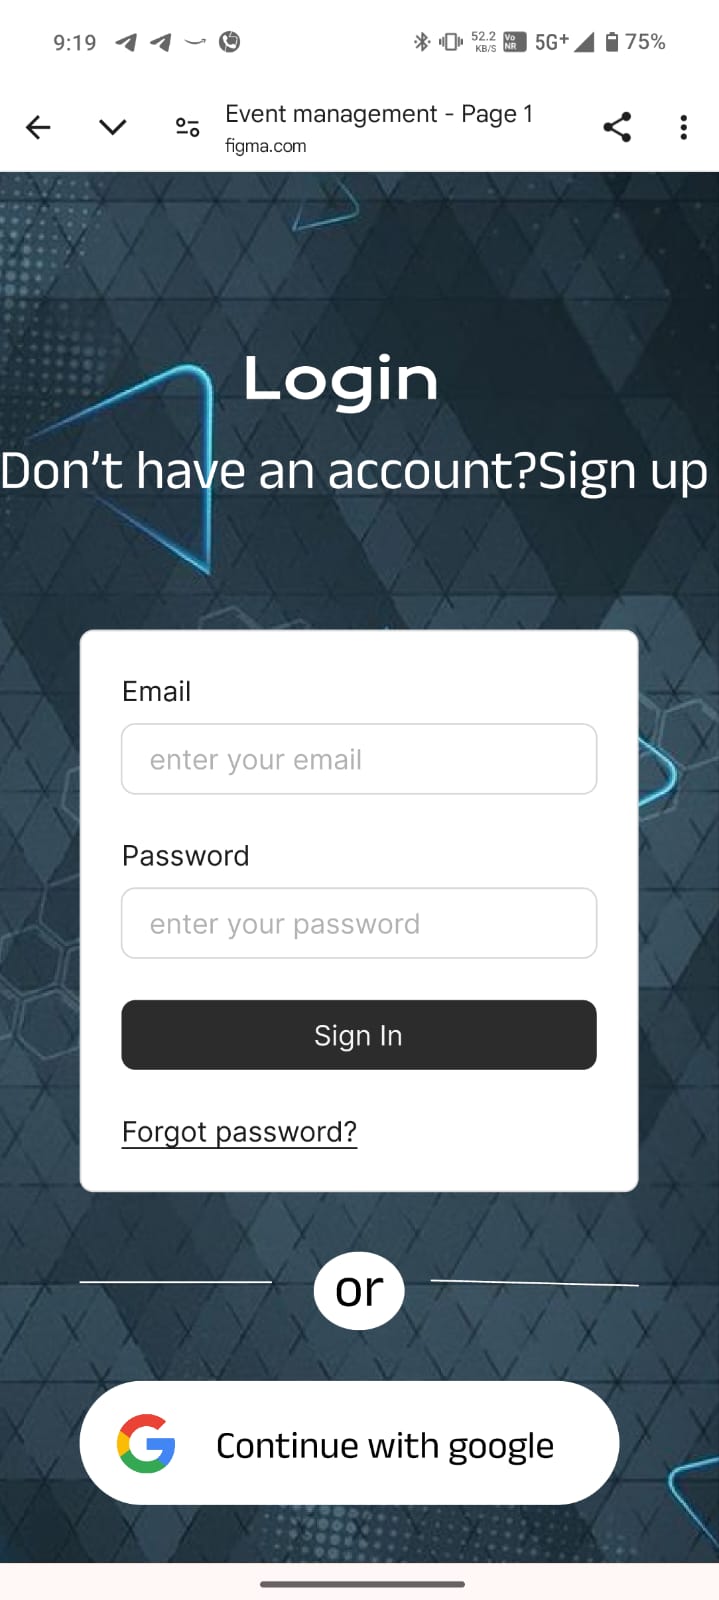 9:19 52.2 KB/S Vo NR 5G+ 75%
Event management - Page 1
figma.com
Login
Don't have an account?Sign up
Email
enter your email
Password
enter your password
Sign In
Forgot password?
or
Continue with google